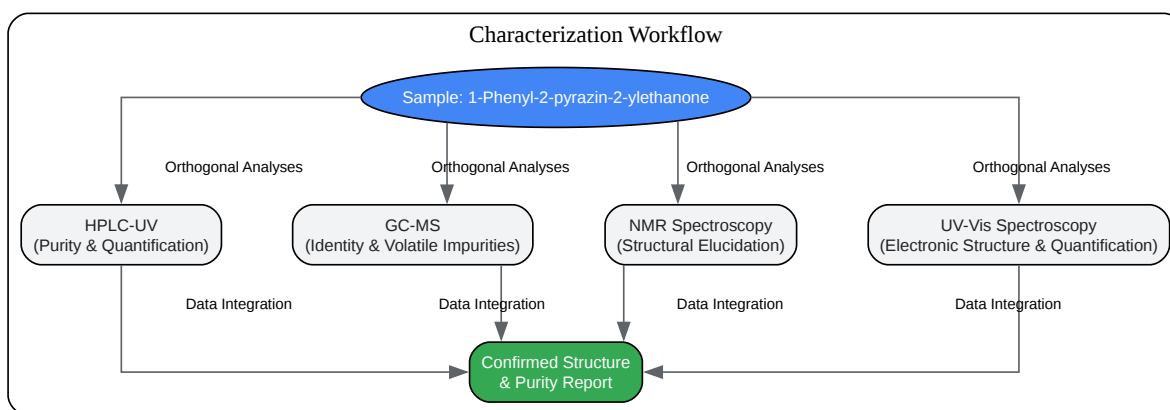 Characterization Workflow
Sample: 1-Phenyl-2-pyrazin-2-ylethanone
Orthogonal Analyses
Orthogonal Analyses
Orthogonal Analyses
Orthogonal Analyses
HPLC-UV
(Purity & Quantification)
GC-MS
(Identity & Volatile Impurities)
NMR Spectroscopy
(Structural Elucidation)
UV-Vis Spectroscopy
(Electronic Structure & Quantification)
Data Integration
Data Integration
Data Integration
Data Integration
Confirmed Structure
& Purity Report